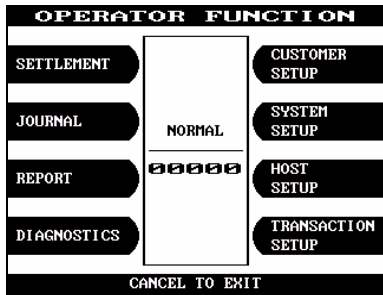 OPERATOR FUNCTION
SETTLEMENT
JOURNAL
REPORT
DIAGNOSTICS
NORMAL
00000
CUSTOMER
SETUP
SYSTEM
SETUP
HOST
SETUP
TRANSACTION
SETUP
CANCEL TO EXIT